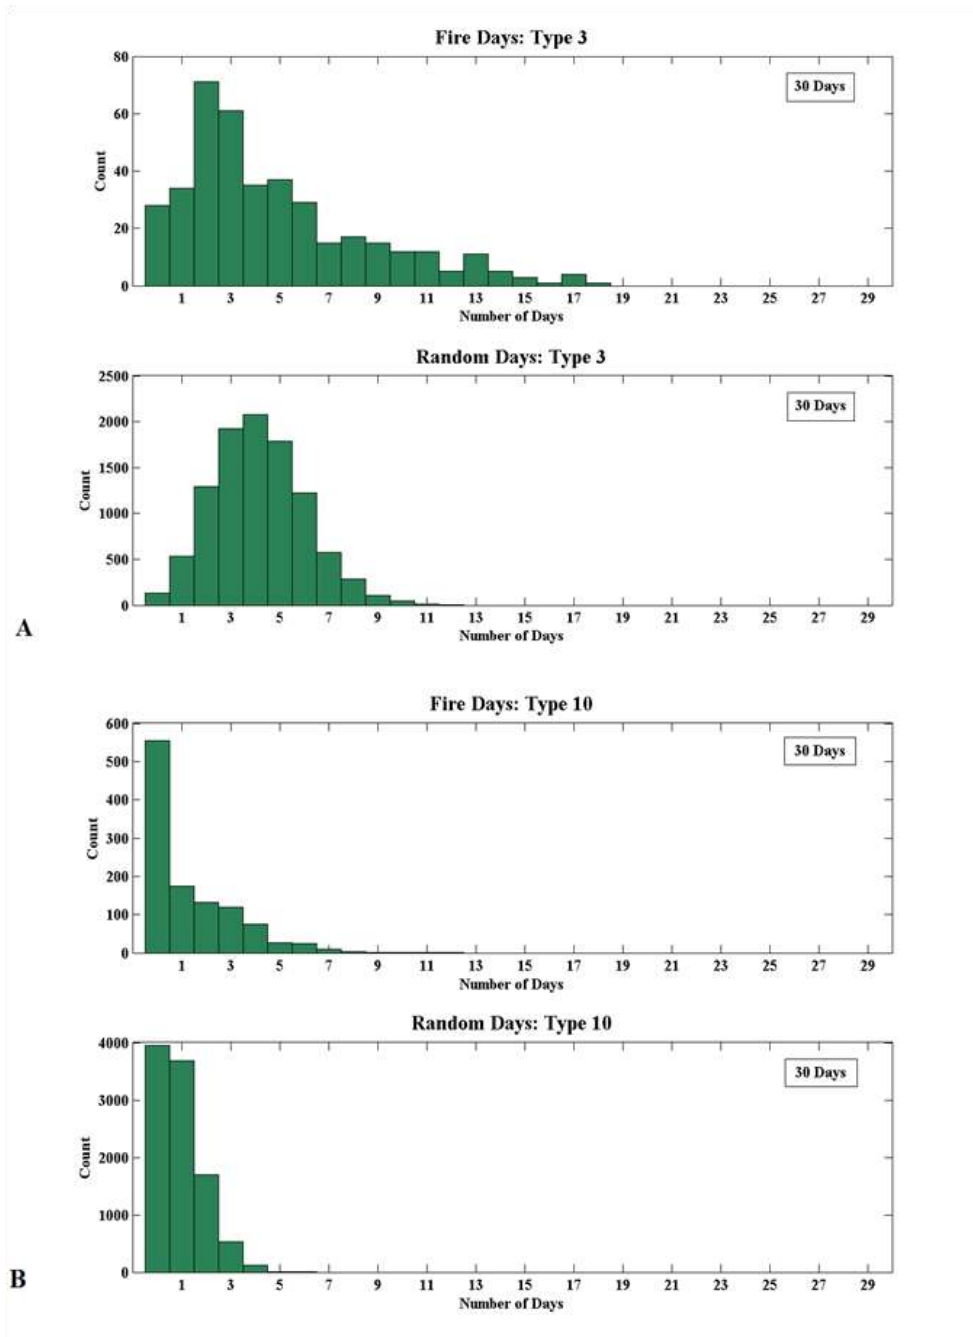 Fire Days: Type 3
80
60
40
20
0
Count
30 Days
1 3 5 7 9 11 13 15 17 19 21 23 25 27 29
Number of Days
Random Days: Type 3
2500
2000
1500
1000
500
0
Count
30 Days
1 3 5 7 9 11 13 15 17 19 21 23 25 27 29
Number of Days
A
Fire Days: Type 10
600
500
400
300
200
100
0
Count
30 Days
1 3 5 7 9 11 13 15 17 19 21 23 25 27 29
Number of Days
Random Days: Type 10
4000
3000
2000
1000
0
Count
30 Days
1 3 5 7 9 11 13 15 17 19 21 23 25 27 29
Number of Days
B